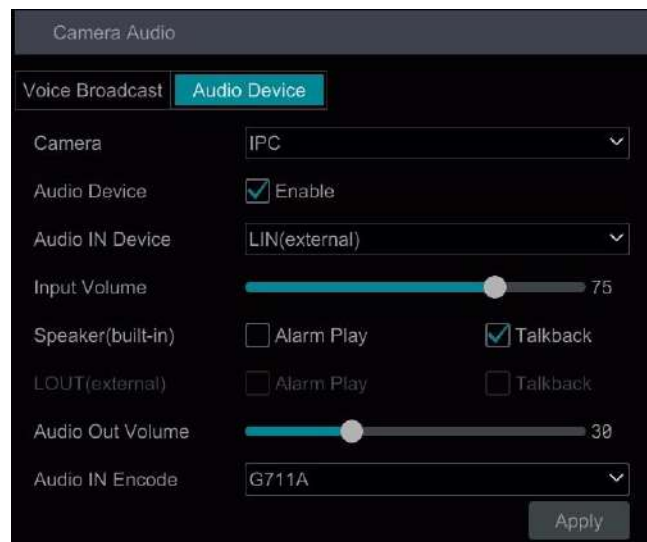 Camera Audio
Voice Broadcast Audio Device
Camera IPC
Audio Device Enable
Audio IN Device LIN(external)
Input Volume 75
Speaker(built-in) Alarm Play Talkback
LOUT(external) Alarm Play Talkback
Audio Out Volume 30
Audio IN Encode G711A
Apply